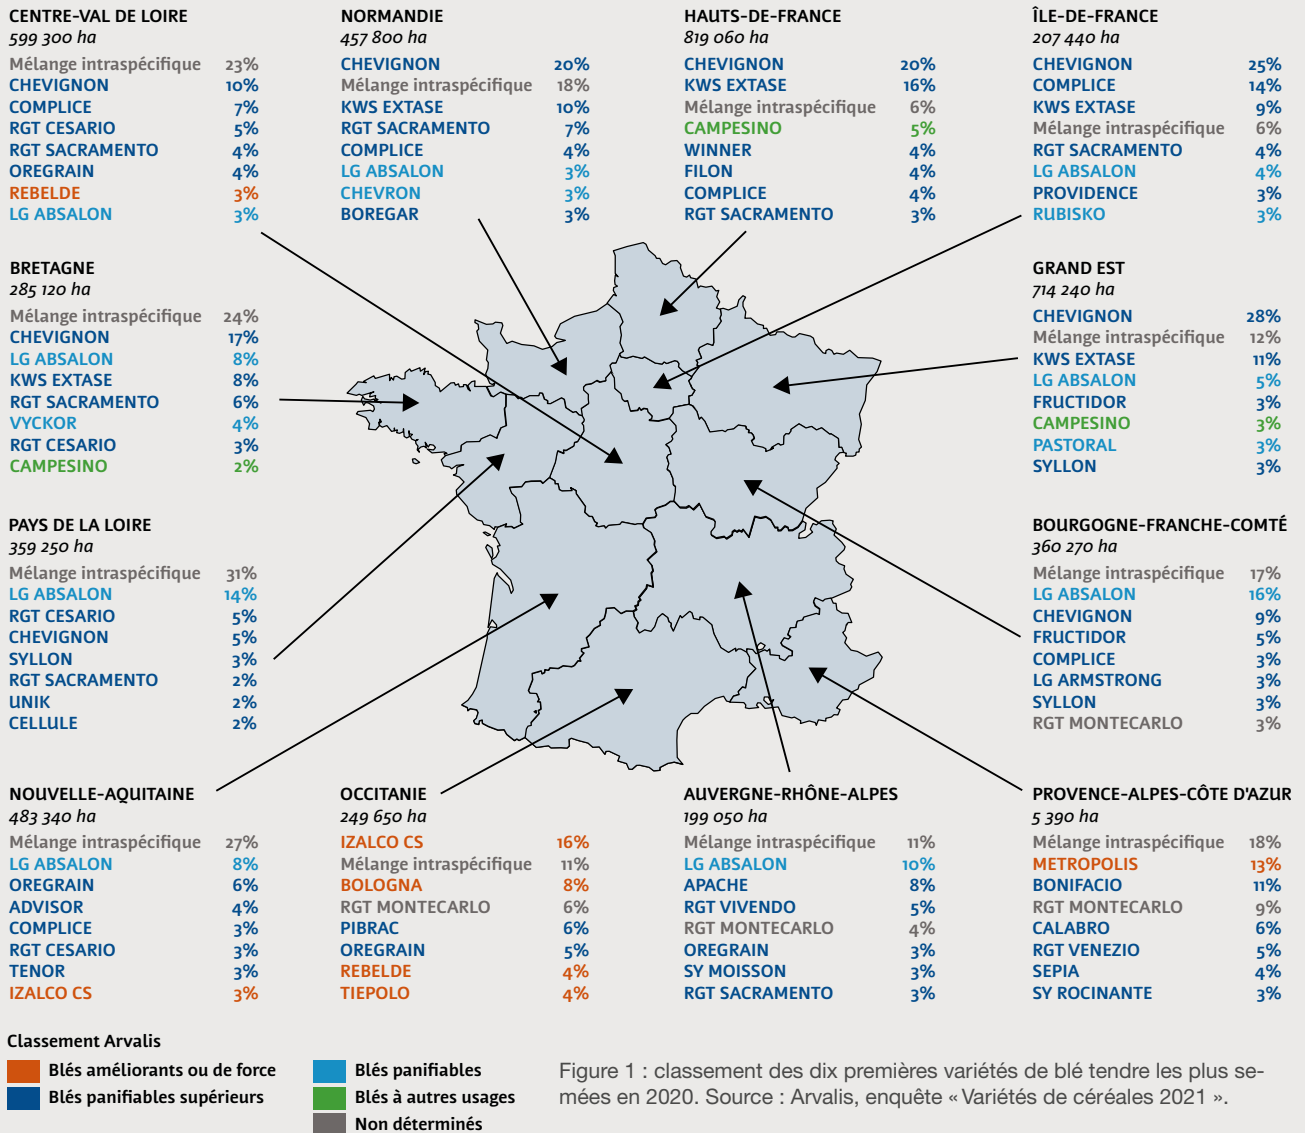 CENTRE-VAL DE LOIRE
599 300 ha
Mélange intraspécifique 23%
CHEVIGNON 10%
COMPLICE 7%
RGT CESARIO 5%
RGT SACRAMENTO 4%
OREGRAIN 4%
REBELDE 3%
LG ABSALON 3%
NORMANDIE
457 800 ha
CHEVIGNON 20%
Mélange intraspécifique 18%
KWS EXTASE 10%
RGT SACRAMENTO 7%
COMPLICE 4%
LG ABSALON 3%
CHEVRON 3%
BOREGAR 3%
HAUTS-DE-FRANCE
819 060 ha
CHEVIGNON 20%
KWS EXTASE 16%
Mélange intraspécifique 6%
CAMPESINO 5%
WINNER 4%
FILON 4%
COMPLICE 4%
RGT SACRAMENTO 3%
ÎLE-DE-FRANCE
207 440 ha
CHEVIGNON 25%
COMPLICE 14%
KWS EXTASE 9%
Mélange intraspécifique 6%
RGT SACRAMENTO 4%
LG ABSALON 4%
PROVIDENCE 3%
RUBISKO 3%
BRETAGNE
285 120 ha
Mélange intraspécifique 24%
CHEVIGNON 17%
LG ABSALON 8%
KWS EXTASE 8%
RGT SACRAMENTO 6%
VYCKOR 4%
RGT CESARIO 3%
CAMPESINO 2%
GRAND EST
714 240 ha
CHEVIGNON 28%
Mélange intraspécifique 12%
KWS EXTASE 11%
LG ABSALON 5%
FRUCTIDOR 3%
CAMPESINO 3%
PASTORAL 3%
SYLLON 3%
PAYS DE LA LOIRE
359 250 ha
Mélange intraspécifique 31%
LG ABSALON 14%
RGT CESARIO 5%
CHEVIGNON 5%
SYLLON 3%
RGT SACRAMENTO 2%
UNIK 2%
CELLULE 2%
BOURGOGNE-FRANCHE-COMTÉ
360 270 ha
Mélange intraspécifique 17%
LG ABSALON 16%
CHEVIGNON 9%
FRUCTIDOR 5%
COMPLICE 3%
LG ARMSTRONG 3%
SYLLON 3%
RGT MONTECARLO 3%
NOUVELLE-AQUITAINE
483 340 ha
Mélange intraspécifique 27%
LG ABSALON 8%
OREGRAIN 6%
ADVISOR 4%
COMPLICE 3%
RGT CESARIO 3%
TENOR 3%
IZALCO CS 3%
OCCITANIE
249 650 ha
IZALCO CS 16%
Mélange intraspécifique 11%
BOLOGNA 8%
RGT MONTECARLO 6%
PIBRAC 6%
OREGRAIN 5%
REBELDE 4%
TIEPOLO 4%
AUVERGNE-RHÔNE-ALPES
199 050 ha
Mélange intraspécifique 11%
LG ABSALON 10%
APACHE 8%
RGT VIVENDO 5%
RGT MONTECARLO 4%
OREGRAIN 3%
SY MOISSON 3%
RGT SACRAMENTO 3%
PROVENCE-ALPES-CÔTE D'AZUR
5 390 ha
Mélange intraspécifique 18%
METROPOLIS 13%
BONIFACIO 11%
RGT MONTECARLO 9%
CALABRO 6%
RGT VENEZIO 5%
SEPIA 4%
SY ROCINANTE 3%
Classement Arvalis
Blés améliorants ou de force
Blés panifiables supérieurs
Blés panifiables
Blés à autres usages
Non déterminés
Figure 1 : classement des dix premières variétés de blé tendre les plus se-
mées en 2020. Source : Arvalis, enquête « Variétés de céréales 2021 ».